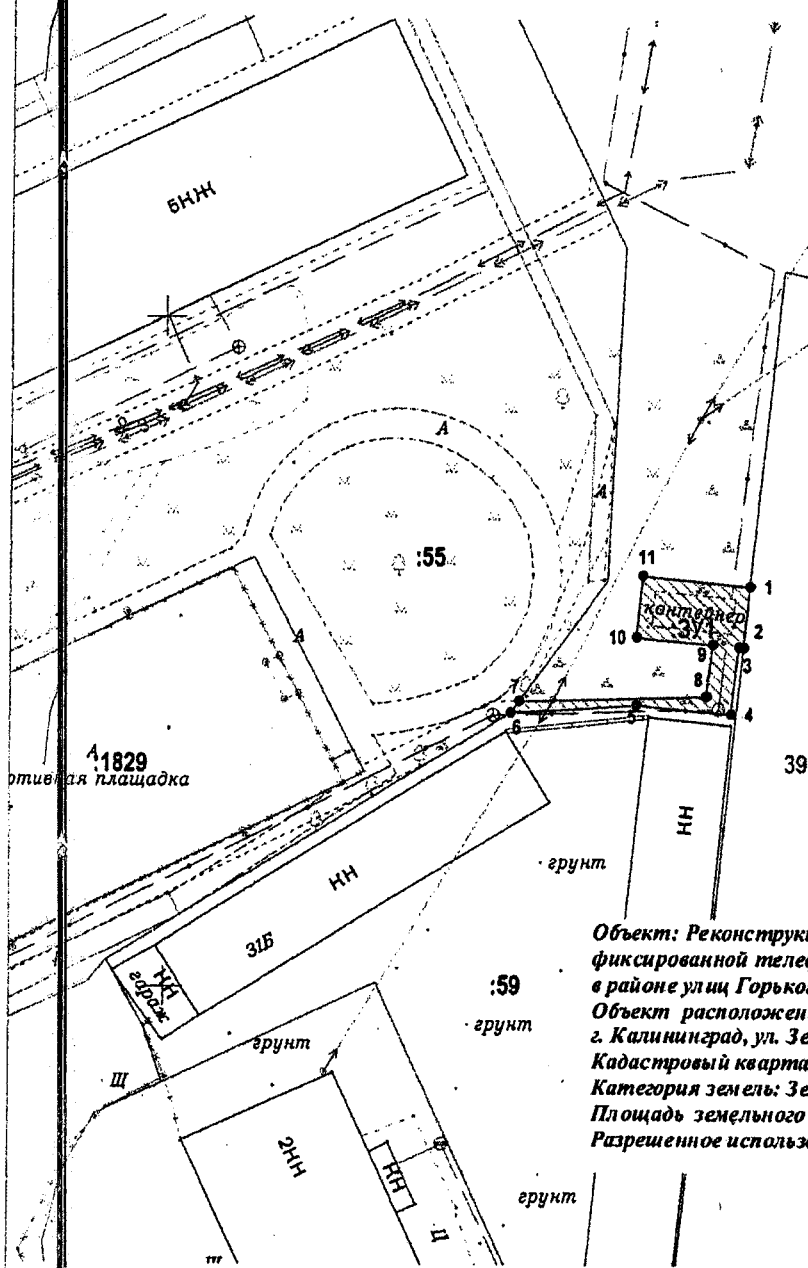 5КЖ
А
А
:55
11
1
контейнер
:ЗУ1
2
10
9
3
А
8
6
5
4
А
:1829
39
отивная площадка
КН
КН
грунт
31Б
Объект: Реконструк
КН
гараж
фиксированной теле
:59
в районе улиц Горько
грунт
Объект расположен
грунт
г. Калининград, ул. Зе
Кадастровый кварта
Щ
Категория земель: Зе
Площадь земельного
2КН
Разрешенное использ
КН
грунт
Ц